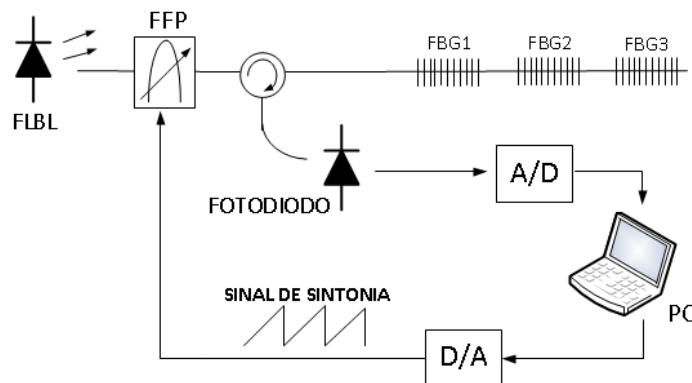 FFP
FBG1
FBG2
FBG3
FLBL
FOTODIODO
A/D
SINAL DE SINTONIA
PC
D/A